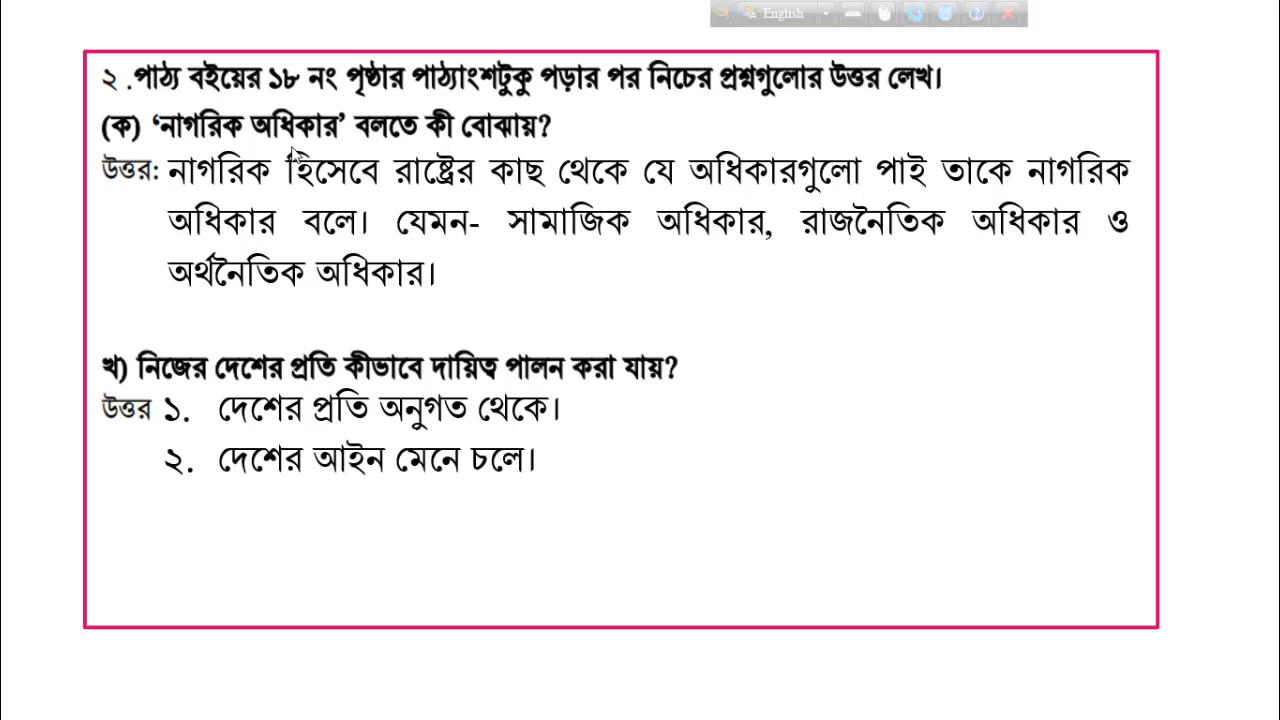 English
২ .পাঠ্য বইয়ের ১৮ নং পৃষ্ঠার পাঠ্যাংশটুকু পড়ার পর নিচের প্রশ্নগুলোর উত্তর লেখ।
(ক) ‘নাগরিক অধিকার’ বলতে কী বোঝায়?
উত্তর: নাগরিক হিসেবে রাষ্ট্রের কাছ থেকে যে অধিকারগুলো পাই তাকে নাগরিক
অধিকার বলে। যেমন- সামাজিক অধিকার, রাজনৈতিক অধিকার ও
অর্থনৈতিক অধিকার।
খ) নিজের দেশের প্রতি কীভাবে দায়িত্ব পালন করা যায়?
উত্তর ১. দেশের প্রতি অনুগত থেকে।
২. দেশের আইন মেনে চলে।